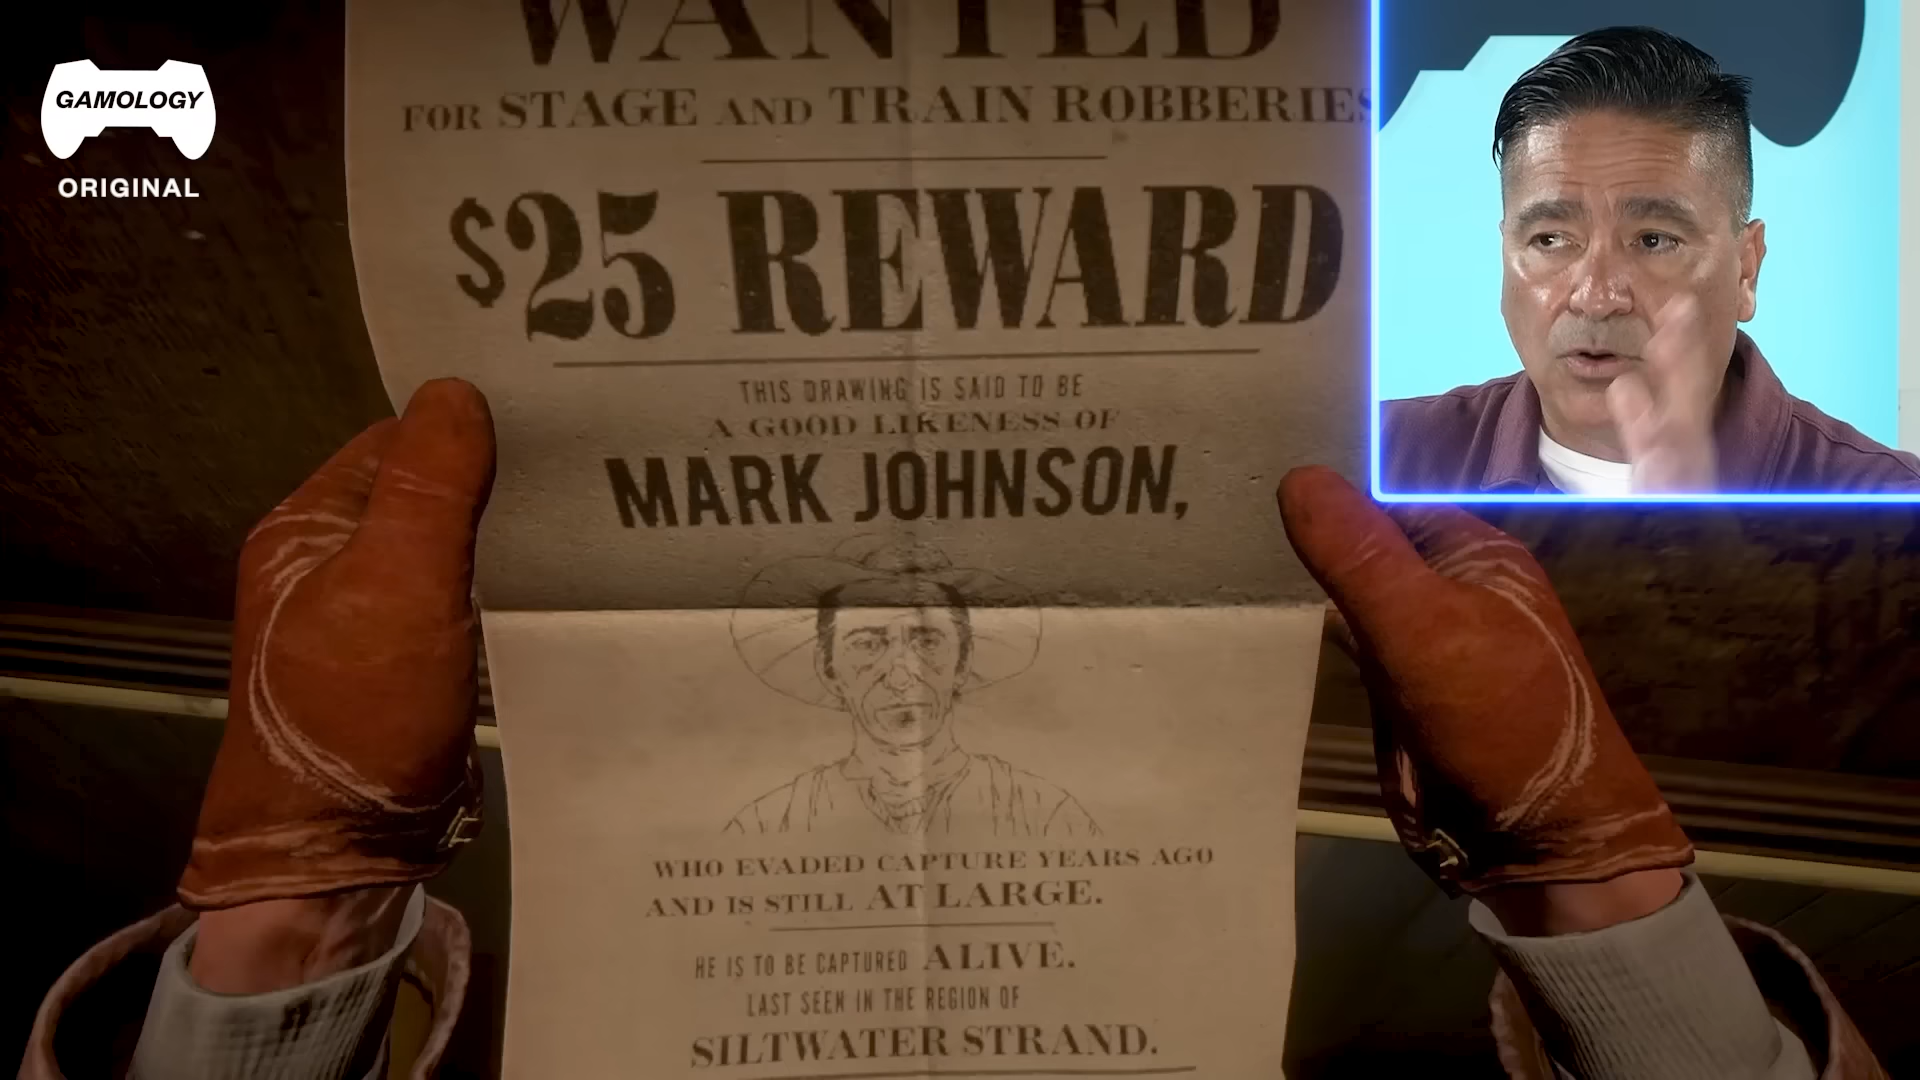 GAMOLOGY
ORIGINAL
WANTED
FOR STAGE AND TRAIN ROBBERIES
$25 REWARD
THIS DRAWING IS SAID TO BE
A GOOD LIKENESS OF
MARK JOHNSON,
WHO EVADED CAPTURE YEARS AGO
AND IS STILL AT LARGE.
HE IS TO BE CAPTURED ALIVE.
LAST SEEN IN THE REGION OF
SILTWATER STRAND.